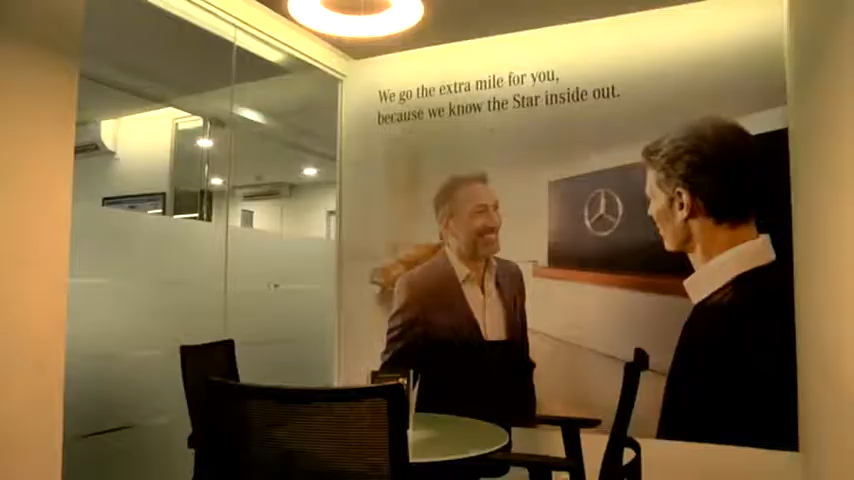 We go the extra mile for you,
because we know the Star inside out.